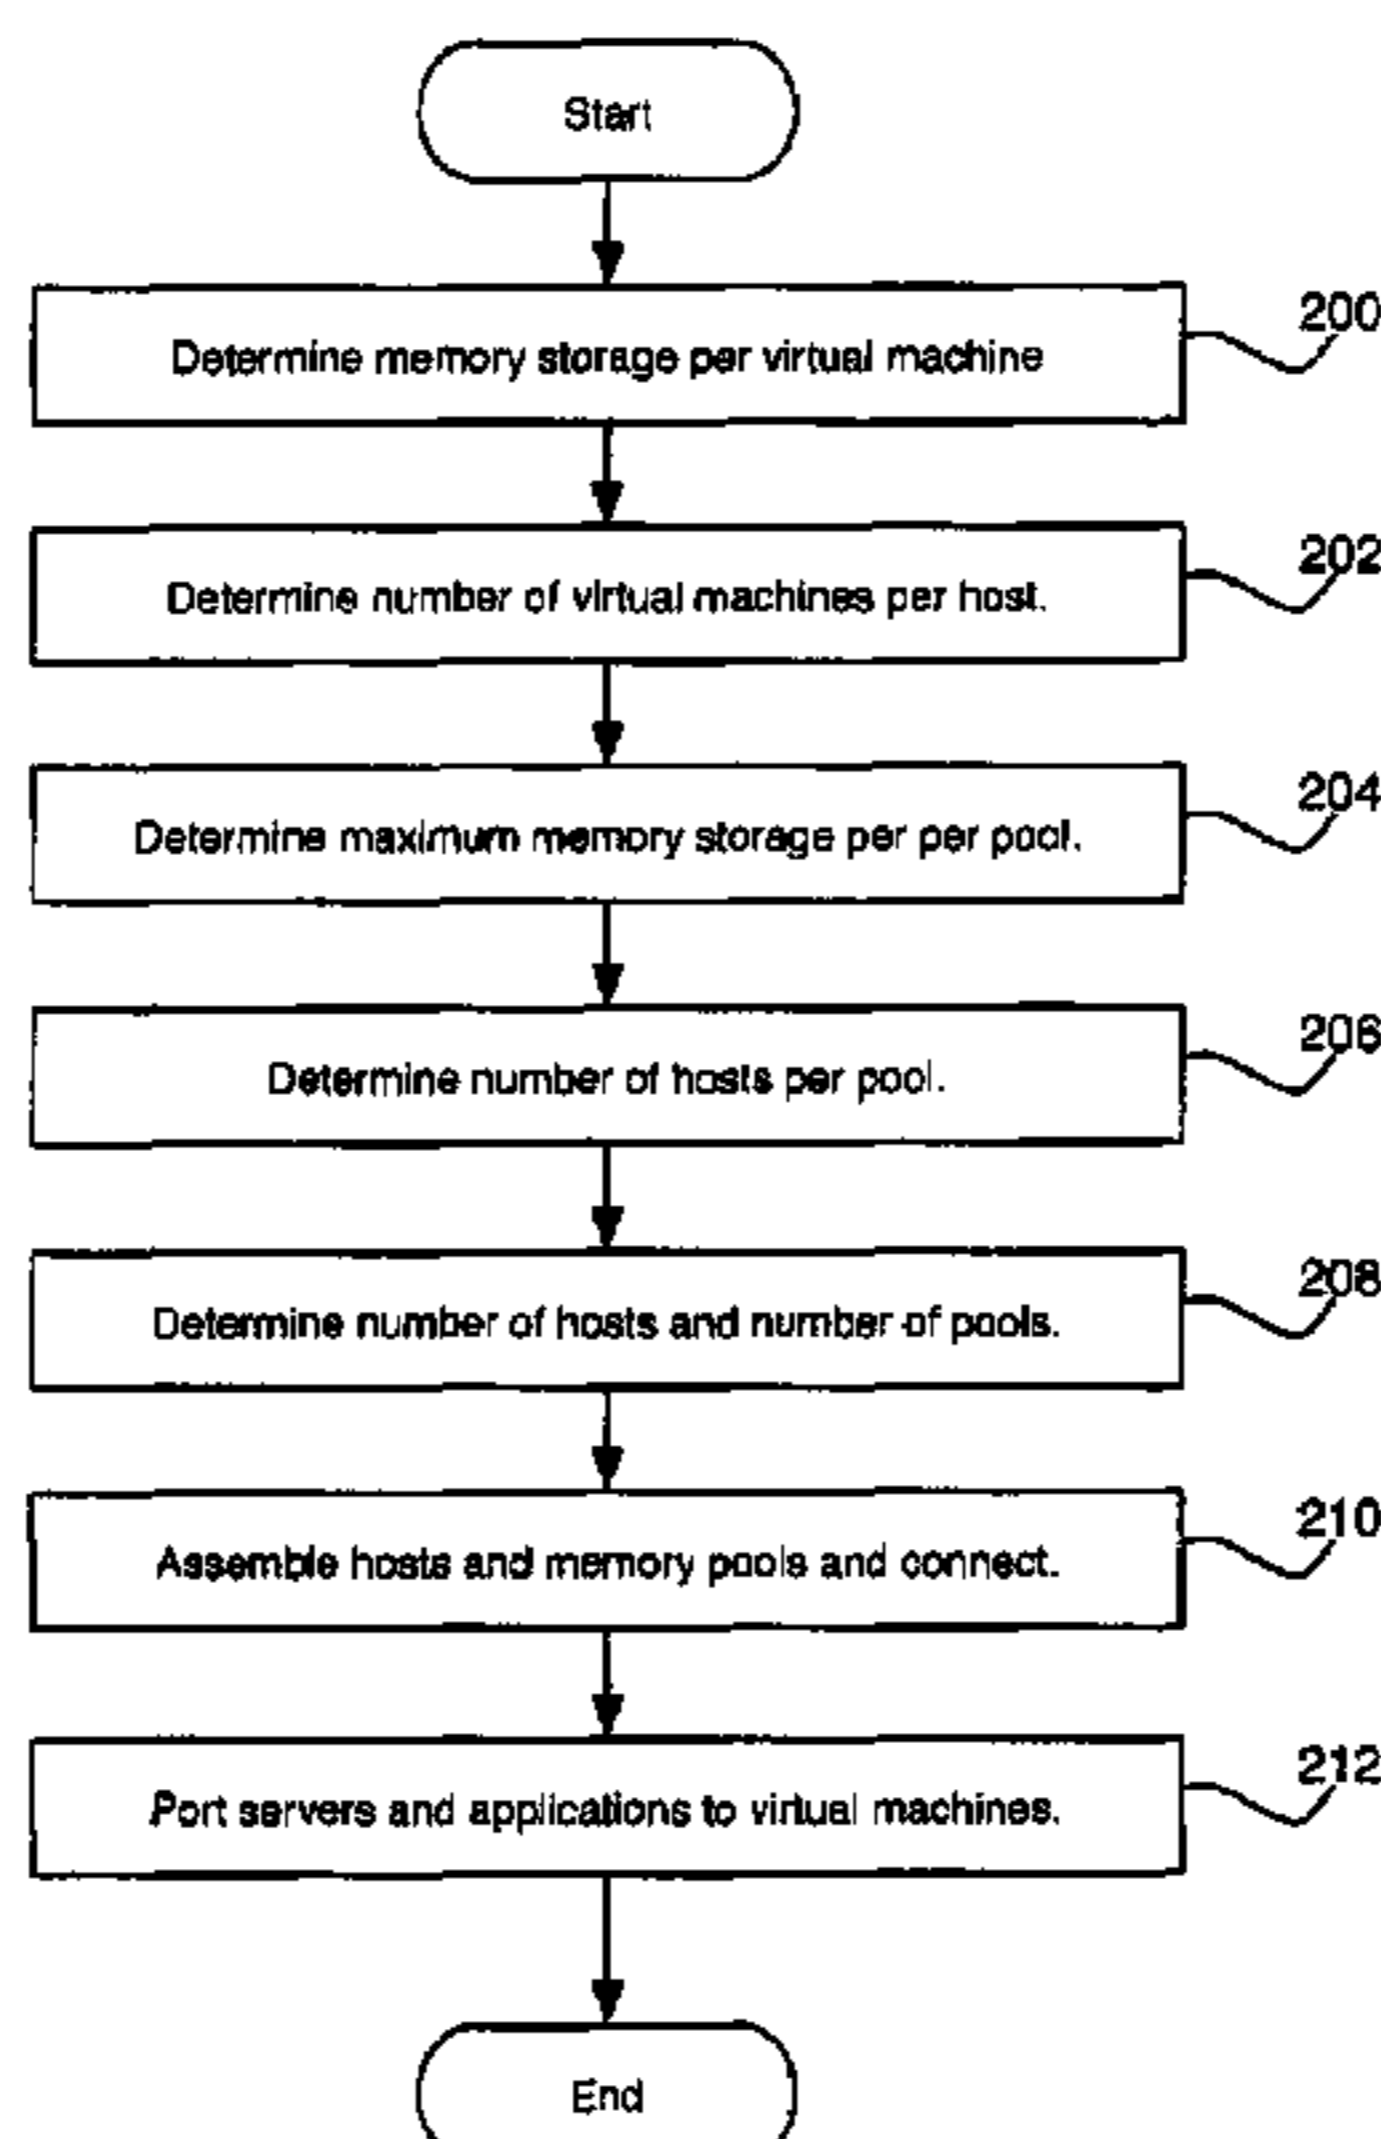 Start
Determine memory storage per virtual machine
200
Determine number of virtual machines per host.
202
Determine maximum memory storage per per pool.
204
Determine number of hosts per pool.
206
Determine number of hosts and number of pools.
208
Assemble hosts and memory pools and connect.
210
Port servers and applications to virtual machines.
212
End